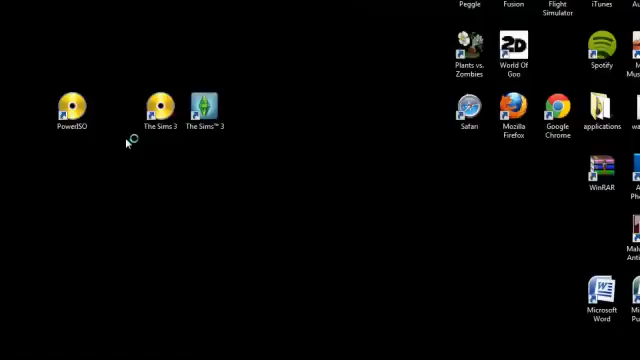 Peggle
Fusion
Flight
Simulator
iTunes
Plants vs.
Zombies
2D
World Of
Goo
Spotify
PowerISO
The Sims 3
The Sims™ 3
Safari
Mozilla
Firefox
Google
Chrome
applications
WinRAR
W
Microsoft
Word